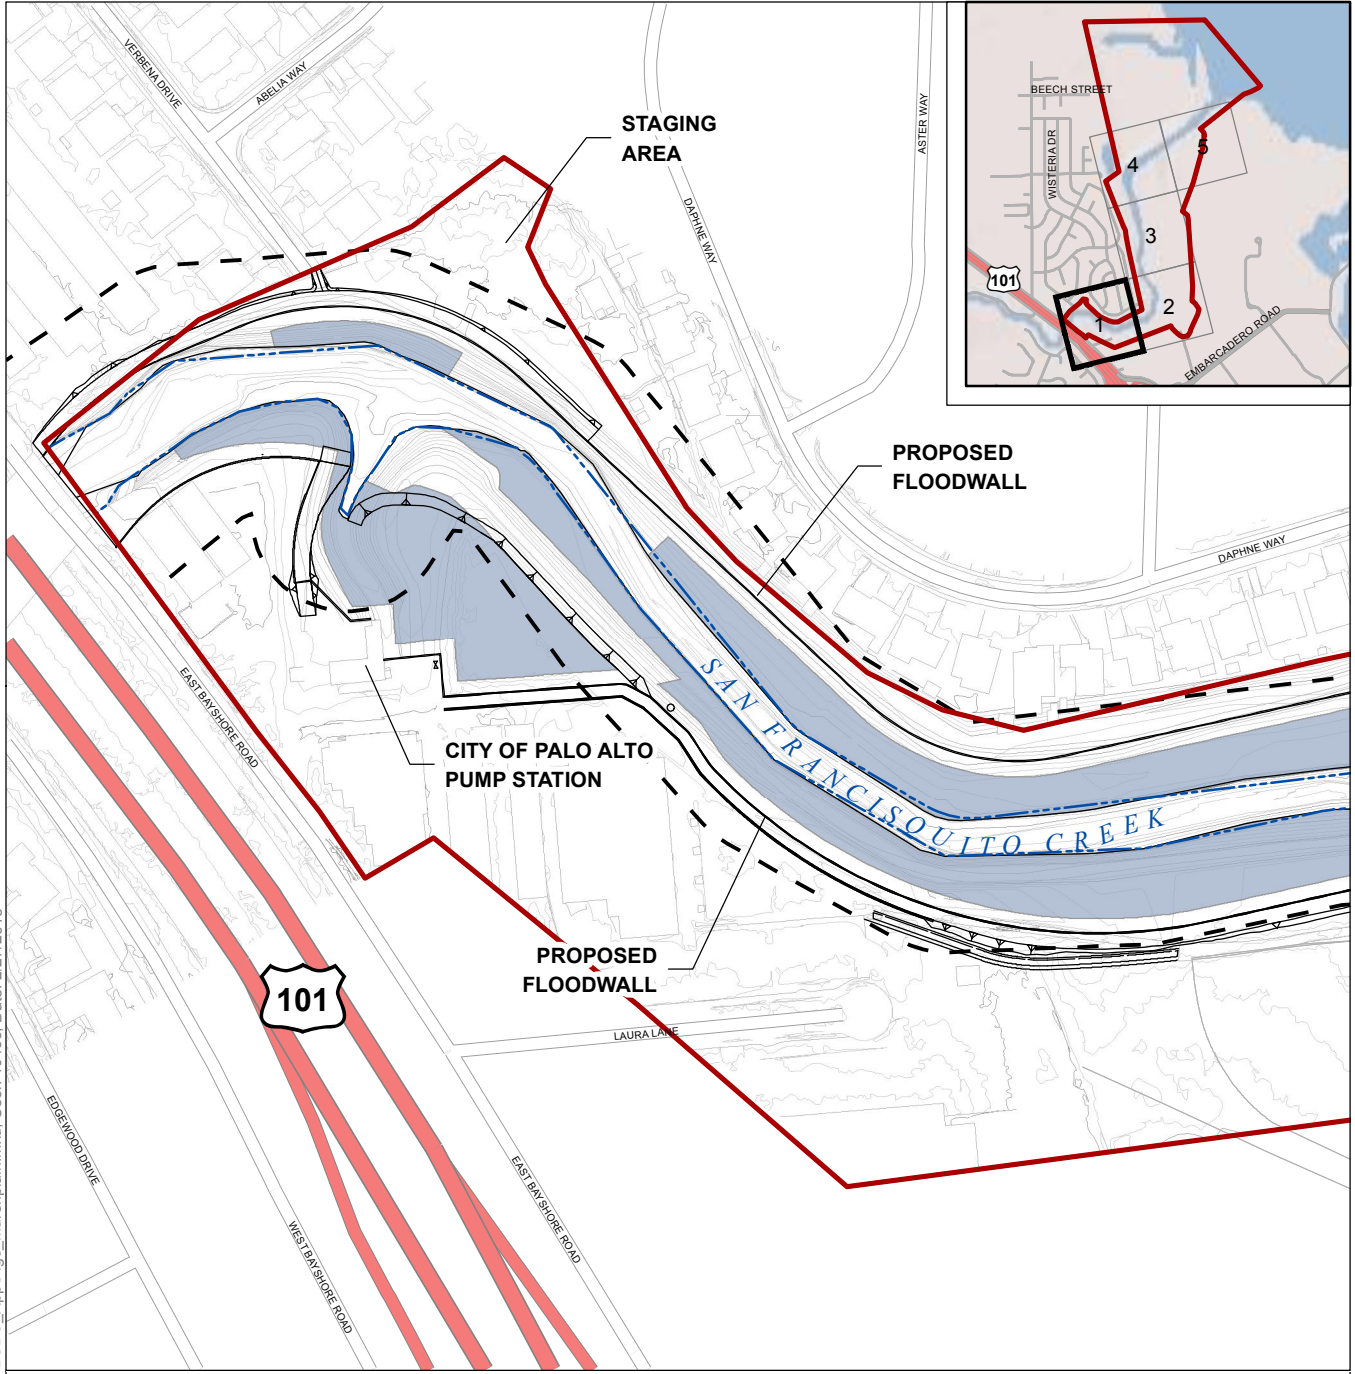 VERBENA DRIVE
ABELIA WAY
STAGING
AREA
DAPHNE WAY
ASTER WAY
BEECH STREET
WISTERIA DR
101
EMBARCADERO ROAD
1
2
3
4
5
PROPOSED
FLOODWALL
DAPHNE WAY
SAN FRANCISQUITO CREEK
EAST BAYSHORE ROAD
CITY OF PALO ALTO
PUMP STATION
PROPOSED
FLOODWALL
101
LAURA LANE
EDGEWOOD DRIVE
WEST BAYSHORE ROAD
EAST BAYSHORE ROAD